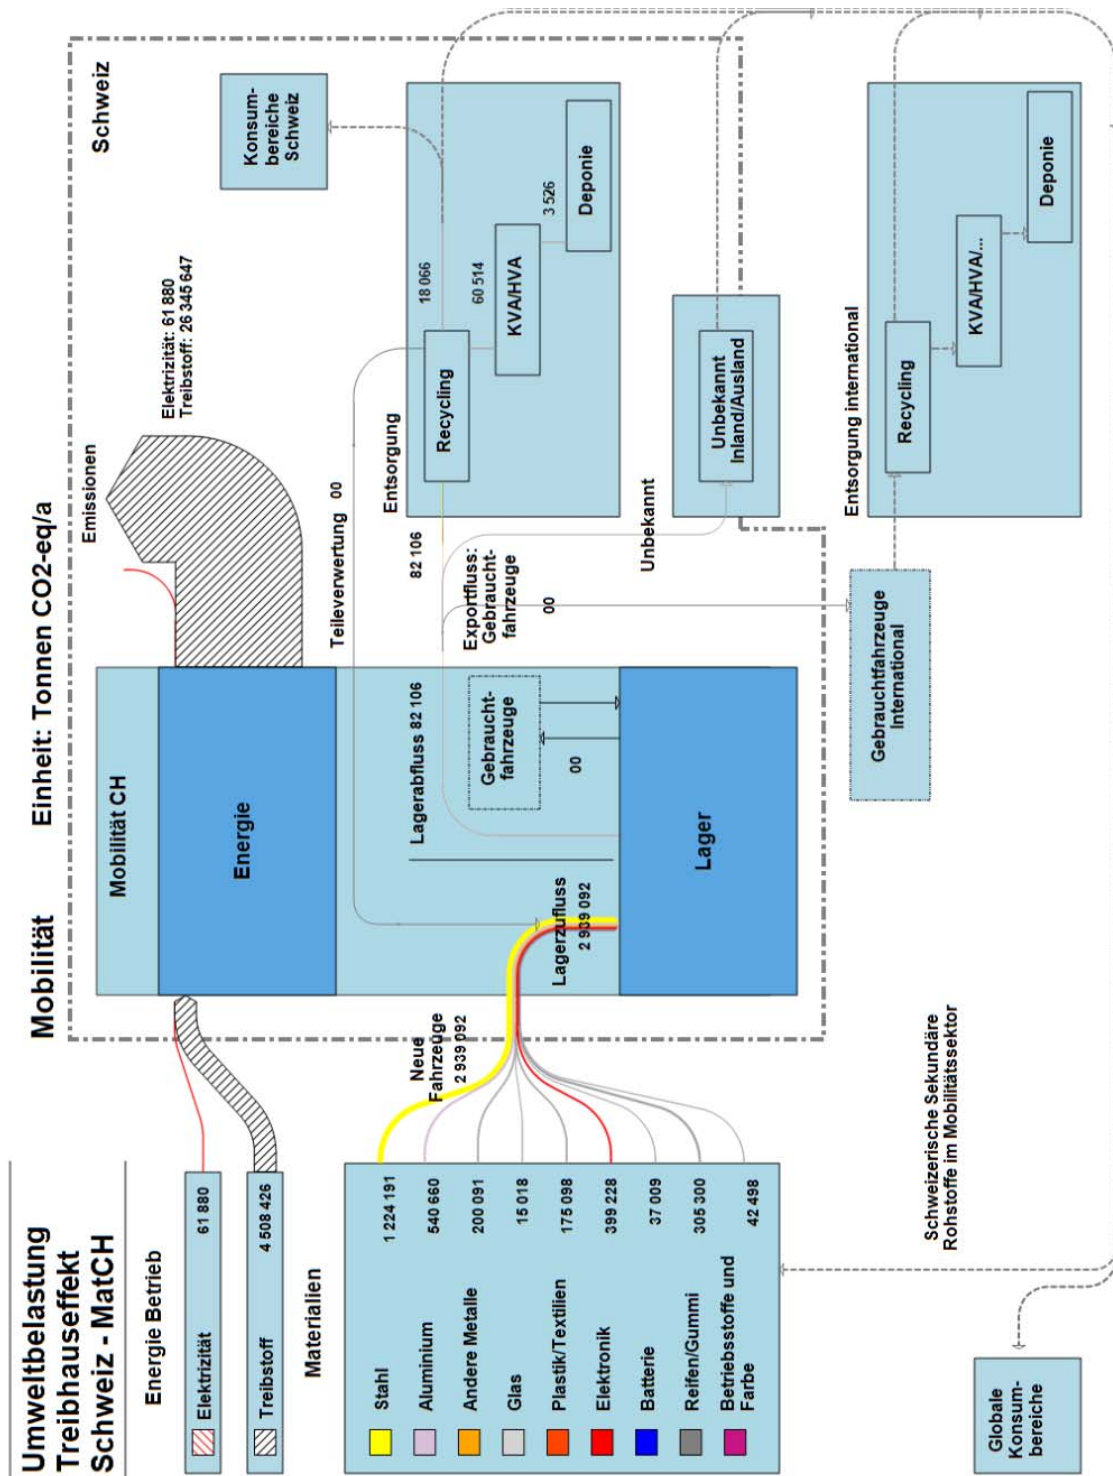 Umweltbelastung
Treibhauseffekt
Schweiz - MatCH
Mobilität
Einheit: Tonnen CO2-eq/a
Energie Betrieb
Elektrizität
61 880
Treibstoff
4 508 426
Materialien
Stahl
1 224 191
Aluminium
540 660
Andere Metalle
200 091
Glas
15 018
Plastik/Textilien
175 098
Elektronik
399 228
Batterie
37 009
Reifen/Gummi
305 300
Betriebsstoffe und
Farbe
42 498
Neue
Fahrzeuge
2 939 092
Mobilität CH
Energie
Lagerzufluss
2 939 092
Lagerabfluss 82 106
Gebraucht-
fahrzeuge
00
Lager
Emissionen
Elektrizität: 61 880
Treibstoff: 26 345 647
Schweiz
Konsum-
bereiche
Schweiz
Teileverwertung 00
Entsorgung
82 106
Recycling
18 066
60 514
KVA/HVA
3 526
Deponie
Exportfluss:
Gebraucht-
fahrzeuge
00
Unbekannt
Unbekannt
Inland/Ausland
Gebrauchtfahrzeuge
International
Entsorgung international
Recycling
KVA/HVA/...
Deponie
Schweizerische Sekundäre
Rohstoffe im Mobilitätssektor
Globale
Konsum-
bereiche